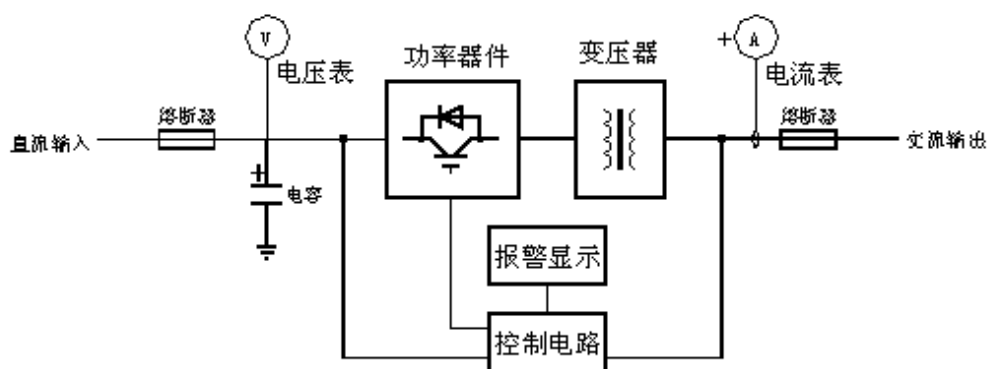 V
电压表
功率器件
变压器
+
A
电流表
熔断器
熔断器
直流输入
交流输出
+
电容
报警显示
控制电路